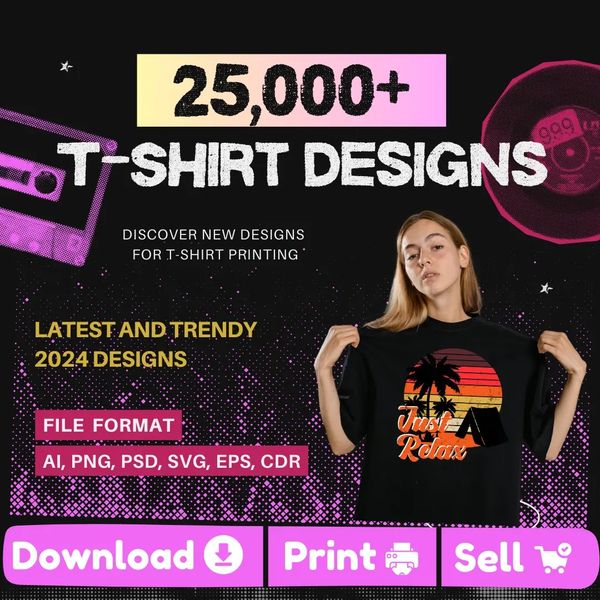 25,000+
999
T-SHIRT DESIGNS
DISCOVER NEW DESIGNS
FOR T-SHIRT PRINTING
LATEST AND TRENDY
2024 DESIGNS
Just
Relax
FILE FORMAT
AI, PNG, PSD, SVG, EPS, CDR
Download
Print
Sell